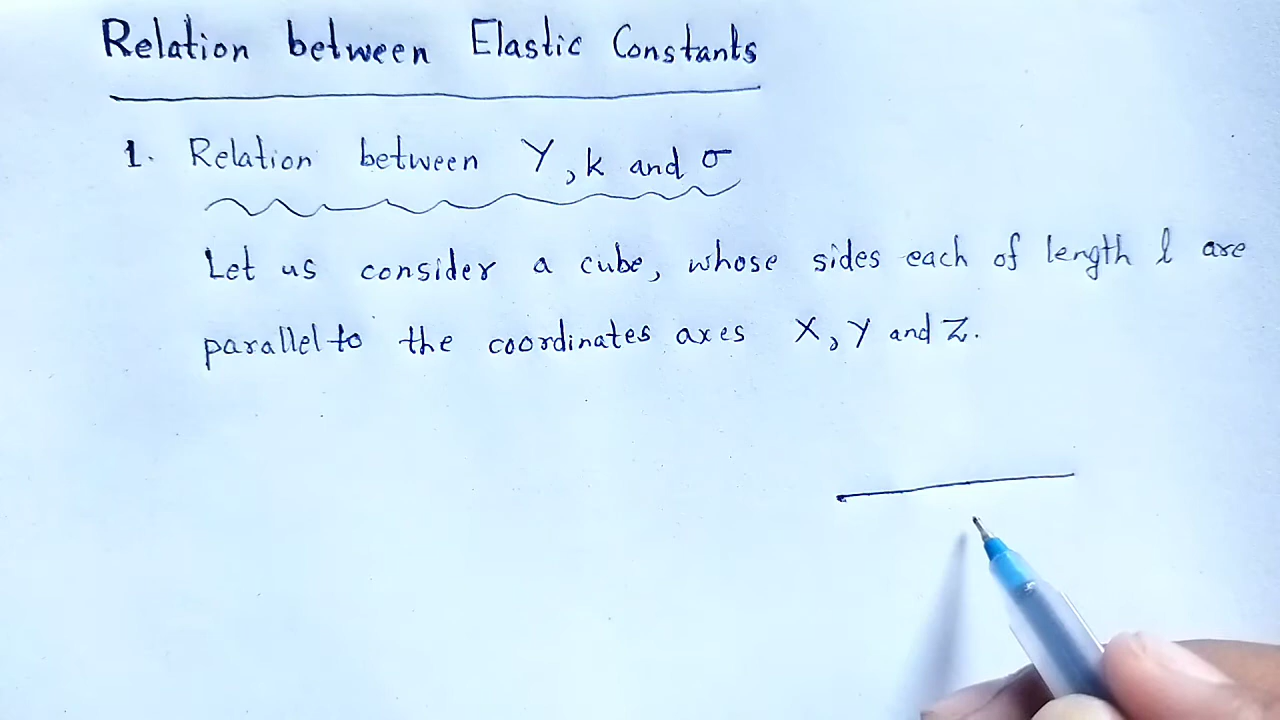 Relation between Elastic Constants
1. Relation between Y, k and σ
Let us consider a cube, whose sides each of length l are
parallel to the coordinates axes X, Y and Z.